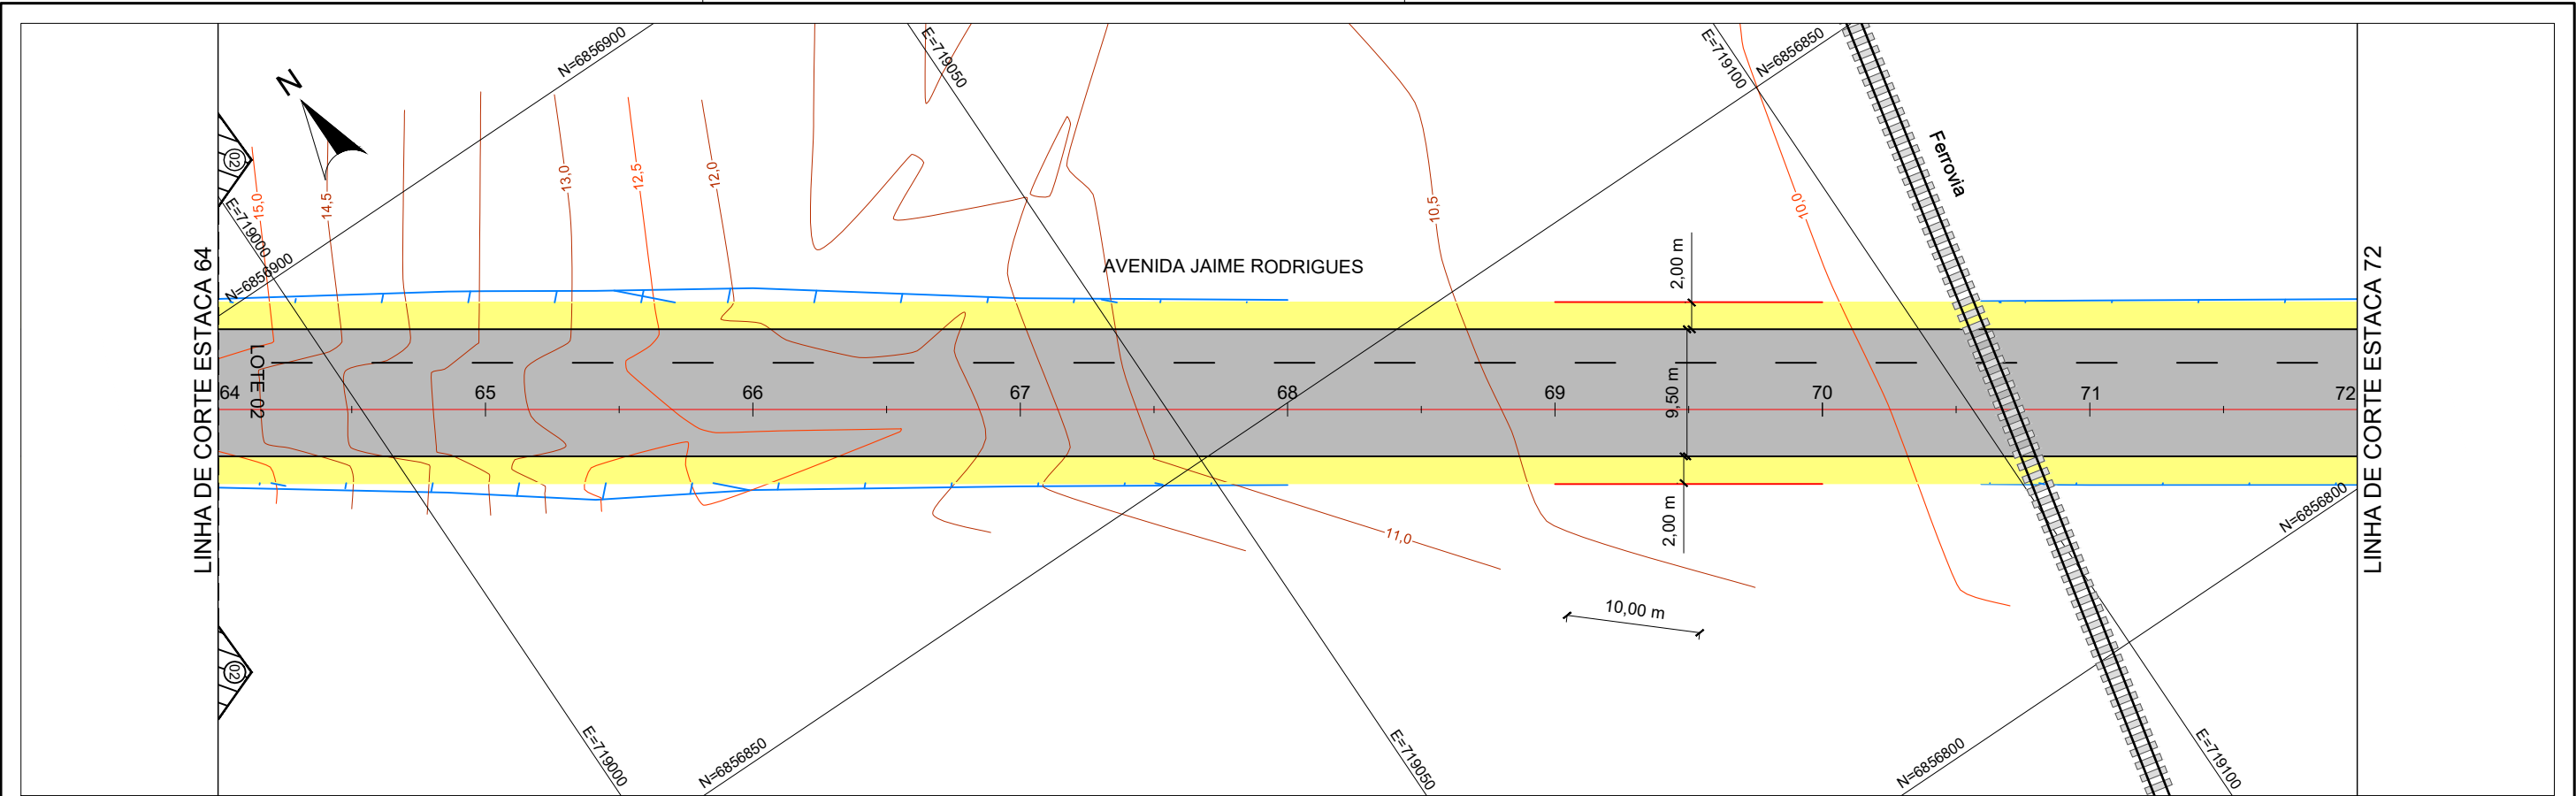 N=6856900
E=719050
E=719100
N=6856850
N
02
Ferrovia
15,0
14,5
13,0
12,5
12,0
10,5
10,0
E=719000
N=6856900
AVENIDA JAIME RODRIGUES
2,00 m
LINHA DE CORTE ESTACA 64
LINHA DE CORTE ESTACA 72
LOTE 02
64
65
66
67
68
69
70
71
72
9,50 m
2,00 m
11,0
N=6856800
10,00 m
02
E=719000
N=6856850
E=719050
N=6856800
E=719100